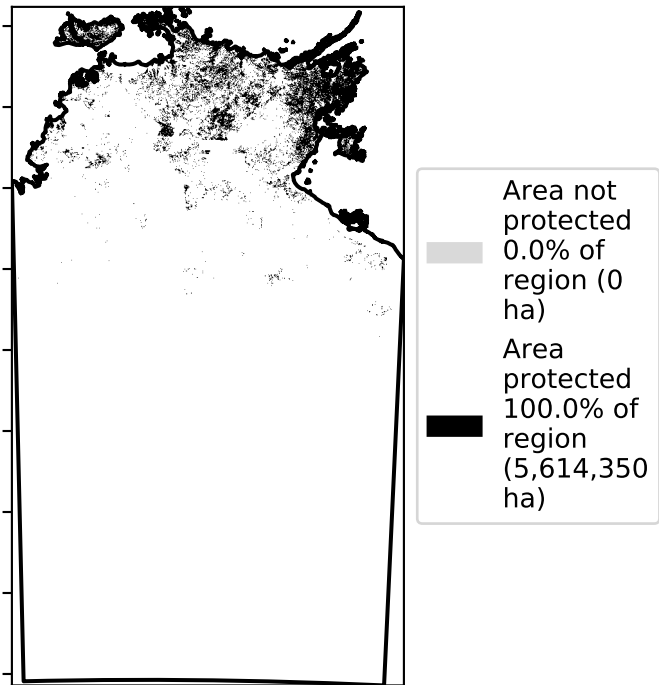 Area not
protected
0.0% of
region (0
ha)
Area
protected
100.0% of
region
(5,614,350
ha)